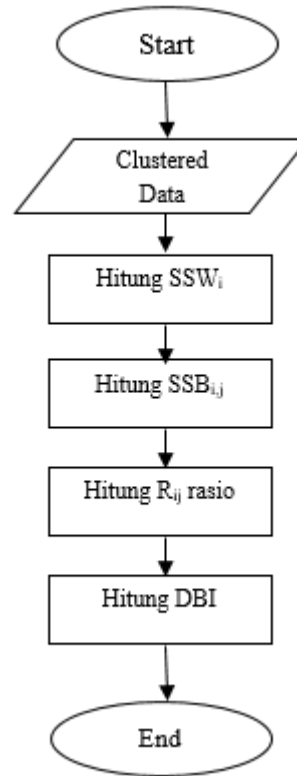 Start
Clustered
Data
Hitung SSWᵢ
Hitung SSBᵢ,ⱼ
Hitung Rᵢⱼ rasio
Hitung DBI
End